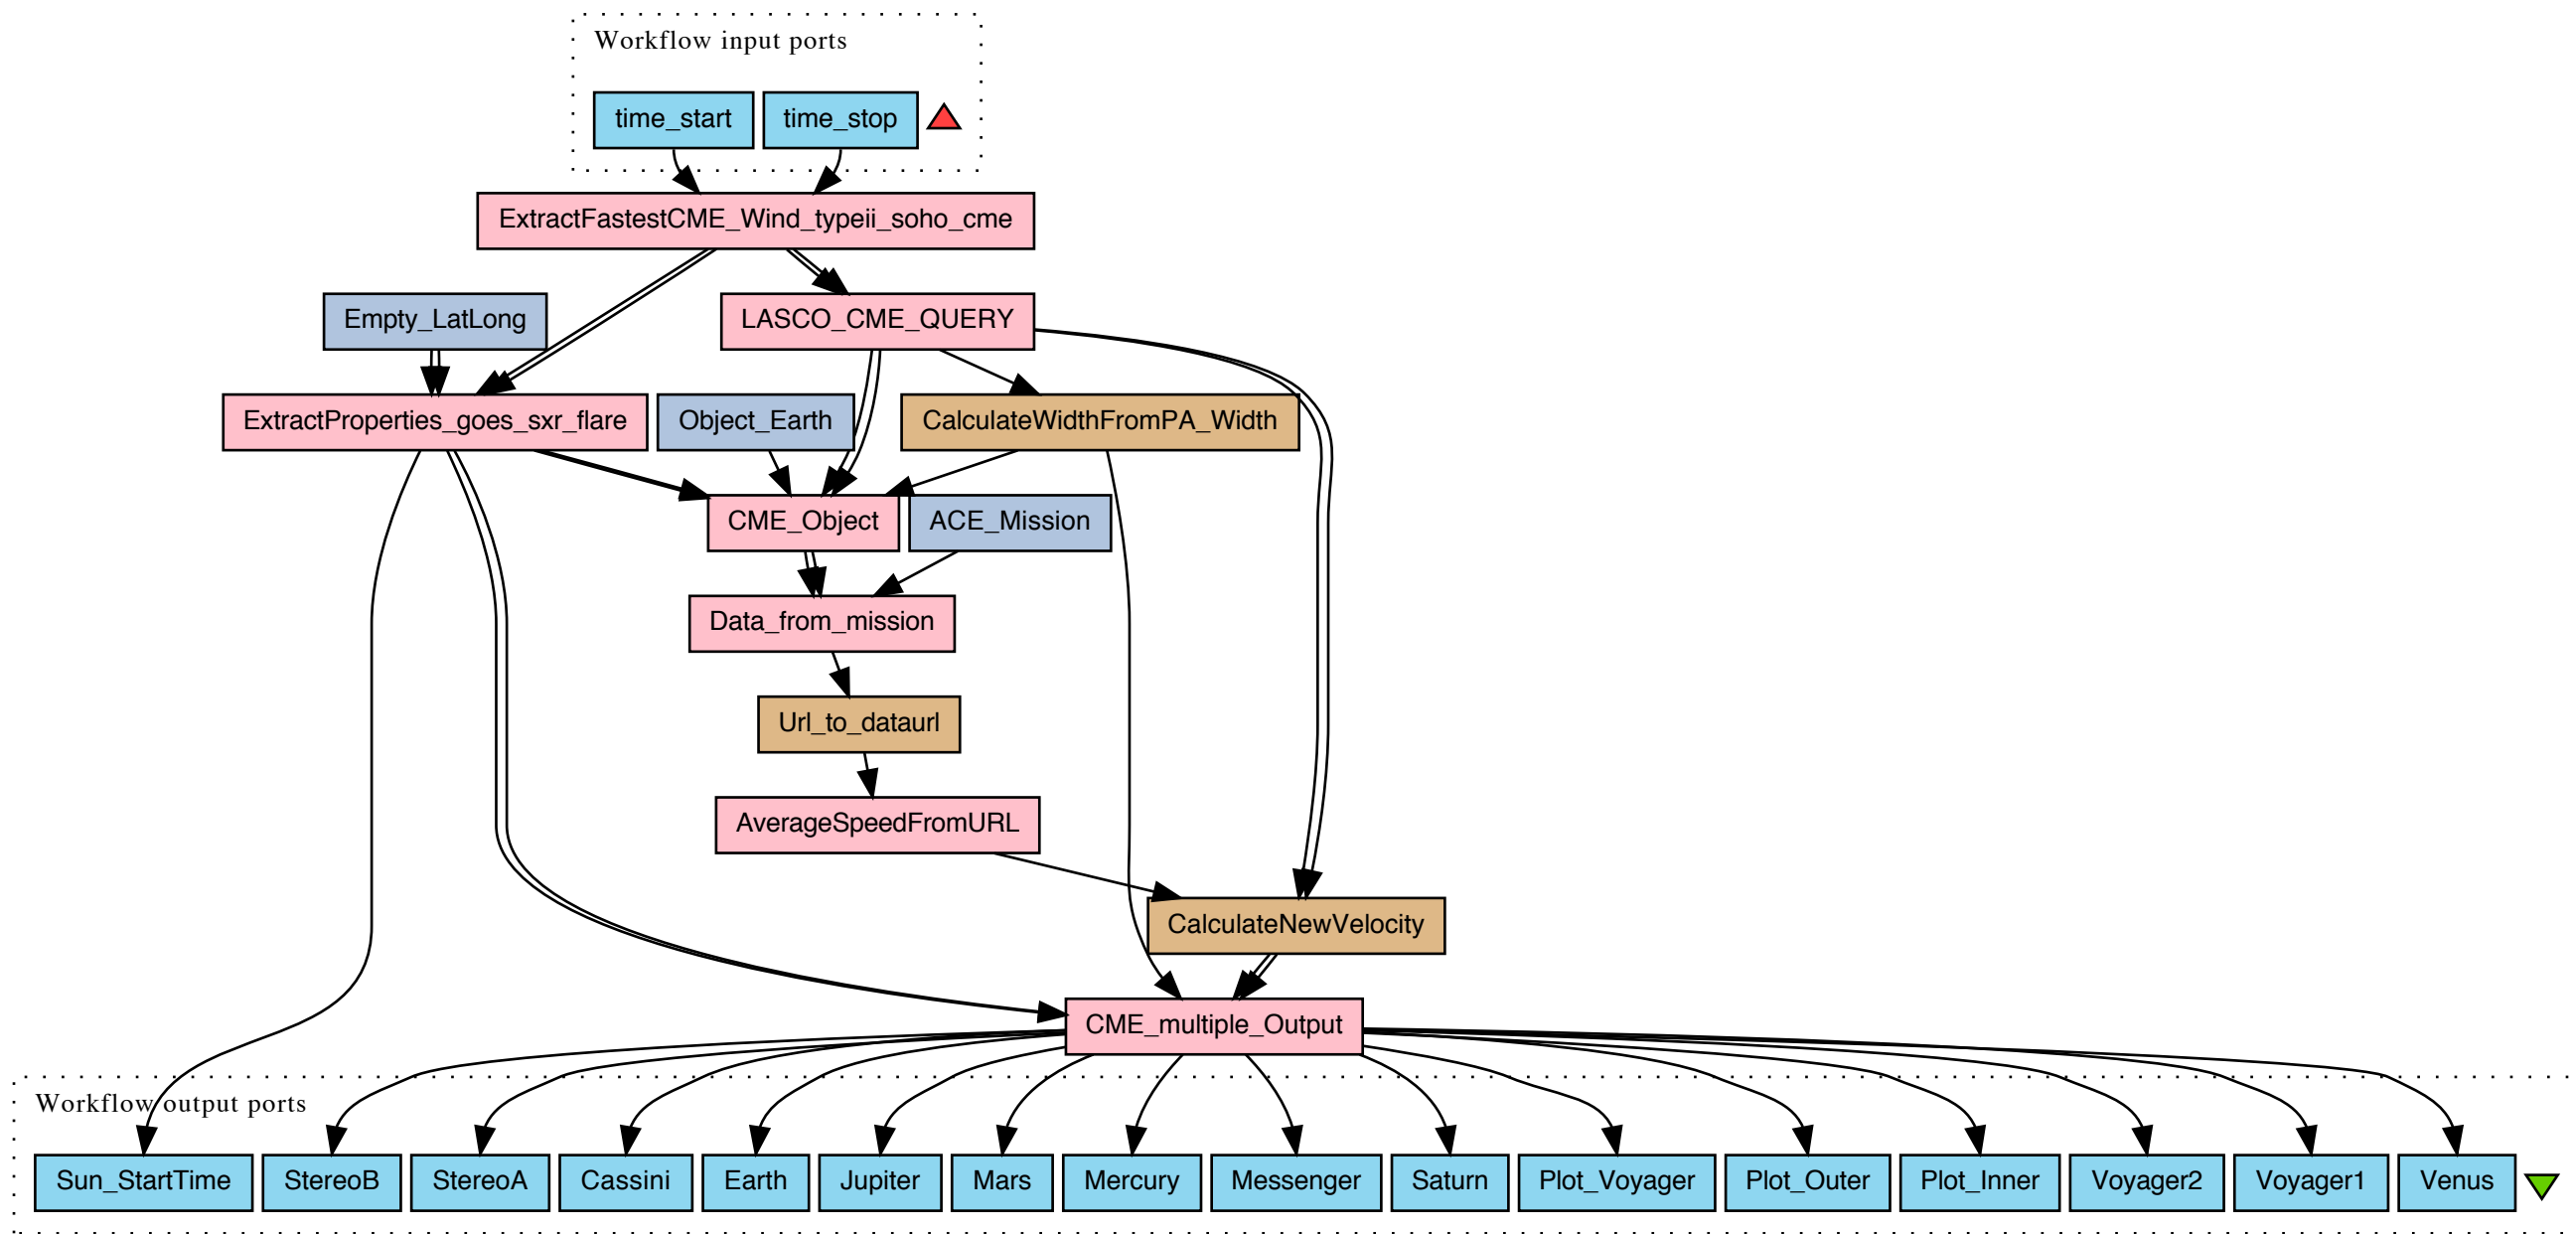 Workflow input ports
time_start
time_stop
ExtractFastestCME_Wind_typeii_soho_cme
Empty_LatLong
LASCO_CME_QUERY
ExtractProperties_goes_sxr_flare
Object_Earth
CalculateWidthFromPA_Width
CME_Object
ACE_Mission
Data_from_mission
Url_to_dataurl
AverageSpeedFromURL
CalculateNewVelocity
CME_multiple_Output
Workflow output ports
Sun_StartTime
StereoB
StereoA
Cassini
Earth
Jupiter
Mars
Mercury
Messenger
Saturn
Plot_Voyager
Plot_Outer
Plot_Inner
Voyager2
Voyager1
Venus